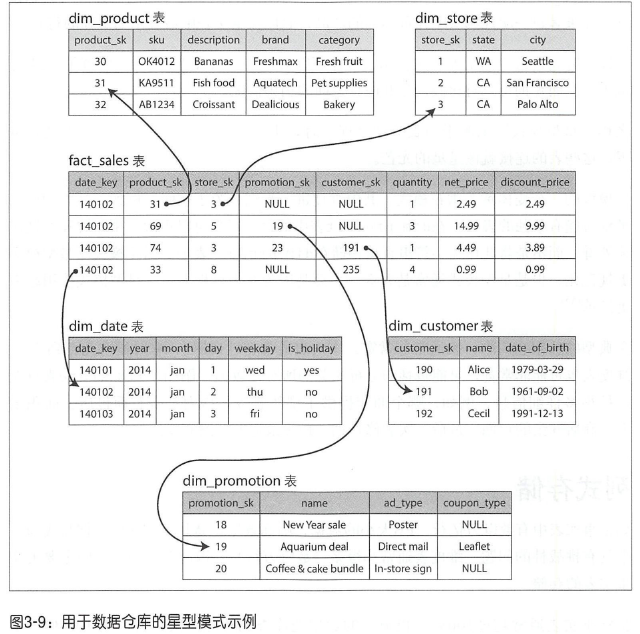 dim_product 表
product_sk sku description brand category
30 OK4012 Bananas Freshmax Fresh fruit
31 KA9511 Fish food Aquatech Pet supplies
32 AB1234 Croissant Dealicious Bakery
dim_store 表
store_sk state city
1 WA Seattle
2 CA San Francisco
3 CA Palo Alto
fact_sales 表
date_key product_sk store_sk promotion_sk customer_sk quantity net_price discount_price
140102 31 3 NULL NULL 1 2.49 2.49
140102 69 5 19 NULL 3 14.99 9.99
140102 74 3 23 191 1 4.49 3.89
140102 33 8 NULL 235 4 0.99 0.99
dim_date 表
date_key year month day weekday is_holiday
140101 2014 jan 1 wed yes
140102 2014 jan 2 thu no
140103 2014 jan 3 fri no
dim_customer 表
customer_sk name date_of_birth
190 Alice 1979-03-29
191 Bob 1961-09-02
192 Cecil 1991-12-13
dim_promotion 表
promotion_sk name ad_type coupon_type
18 New Year sale Poster NULL
19 Aquarium deal Direct mail Leaflet
20 Coffee & cake bundle In-store sign NULL
图3-9：用于数据仓库的星型模式示例